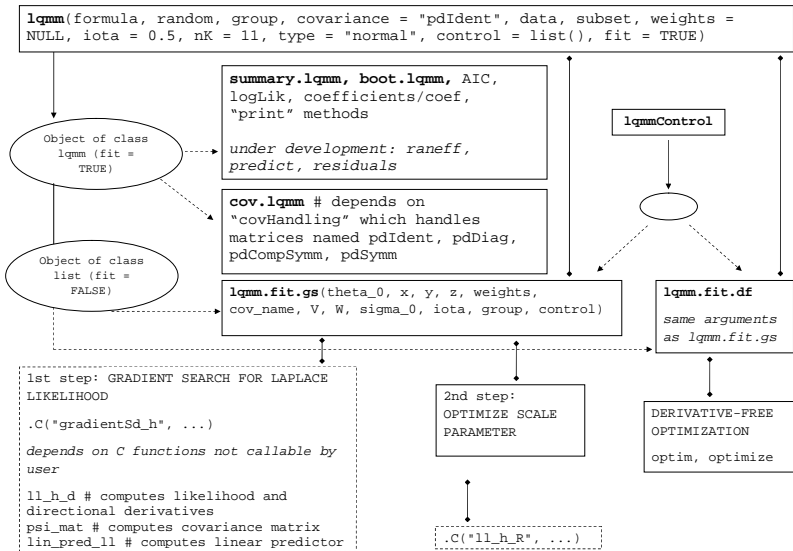 lqmm(formula, random, group, covariance = "pdIdent", data, subset, weights =
NULL, iota = 0.5, nK = 11, type = "normal", control = list(), fit = TRUE)
summary.lqmm, boot.lqmm, AIC,
logLik, coefficients/coef,
“print” methods
under development: raneff,
predict, residuals
lqmmControl
Object of class
lqmm (fit =
TRUE)
cov.lqmm # depends on
“covHandling” which handles
matrices named pdIdent, pdDiag,
pdCompSymm, pdSymm
Object of class
list (fit =
FALSE)
lqmm.fit.gs(theta_0, x, y, z, weights,
cov_name, V, W, sigma_0, iota, group, control)
lqmm.fit.df
same arguments
as lqmm.fit.gs
1st step: GRADIENT SEARCH FOR LAPLACE
LIKELIHOOD
.C("gradientSd_h", ...)
depends on C functions not callable by
user
ll_h_d # computes likelihood and
directional derivatives
psi_mat # computes covariance matrix
lin_pred_ll # computes linear predictor
2nd step:
OPTIMIZE SCALE
PARAMETER
.C("ll_h_R", ...)
DERIVATIVE-FREE
OPTIMIZATION
optim, optimize